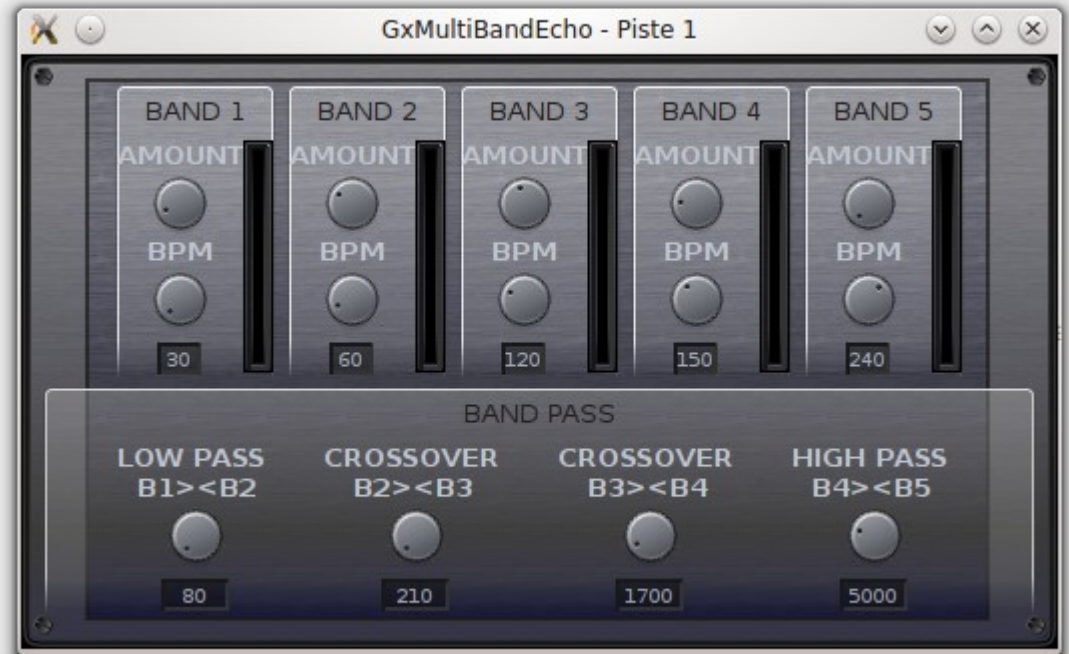 GxMultiBandEcho - Piste 1
BAND 1 BAND 2 BAND 3 BAND 4 BAND 5
AMOUNT AMOUNT AMOUNT AMOUNT AMOUNT
BPM BPM BPM BPM BPM
30 60 120 150 240
BAND PASS
LOW PASS CROSSOVER CROSSOVER HIGH PASS
B1><B2 B2><B3 B3><B4 B4><B5
80 210 1700 5000